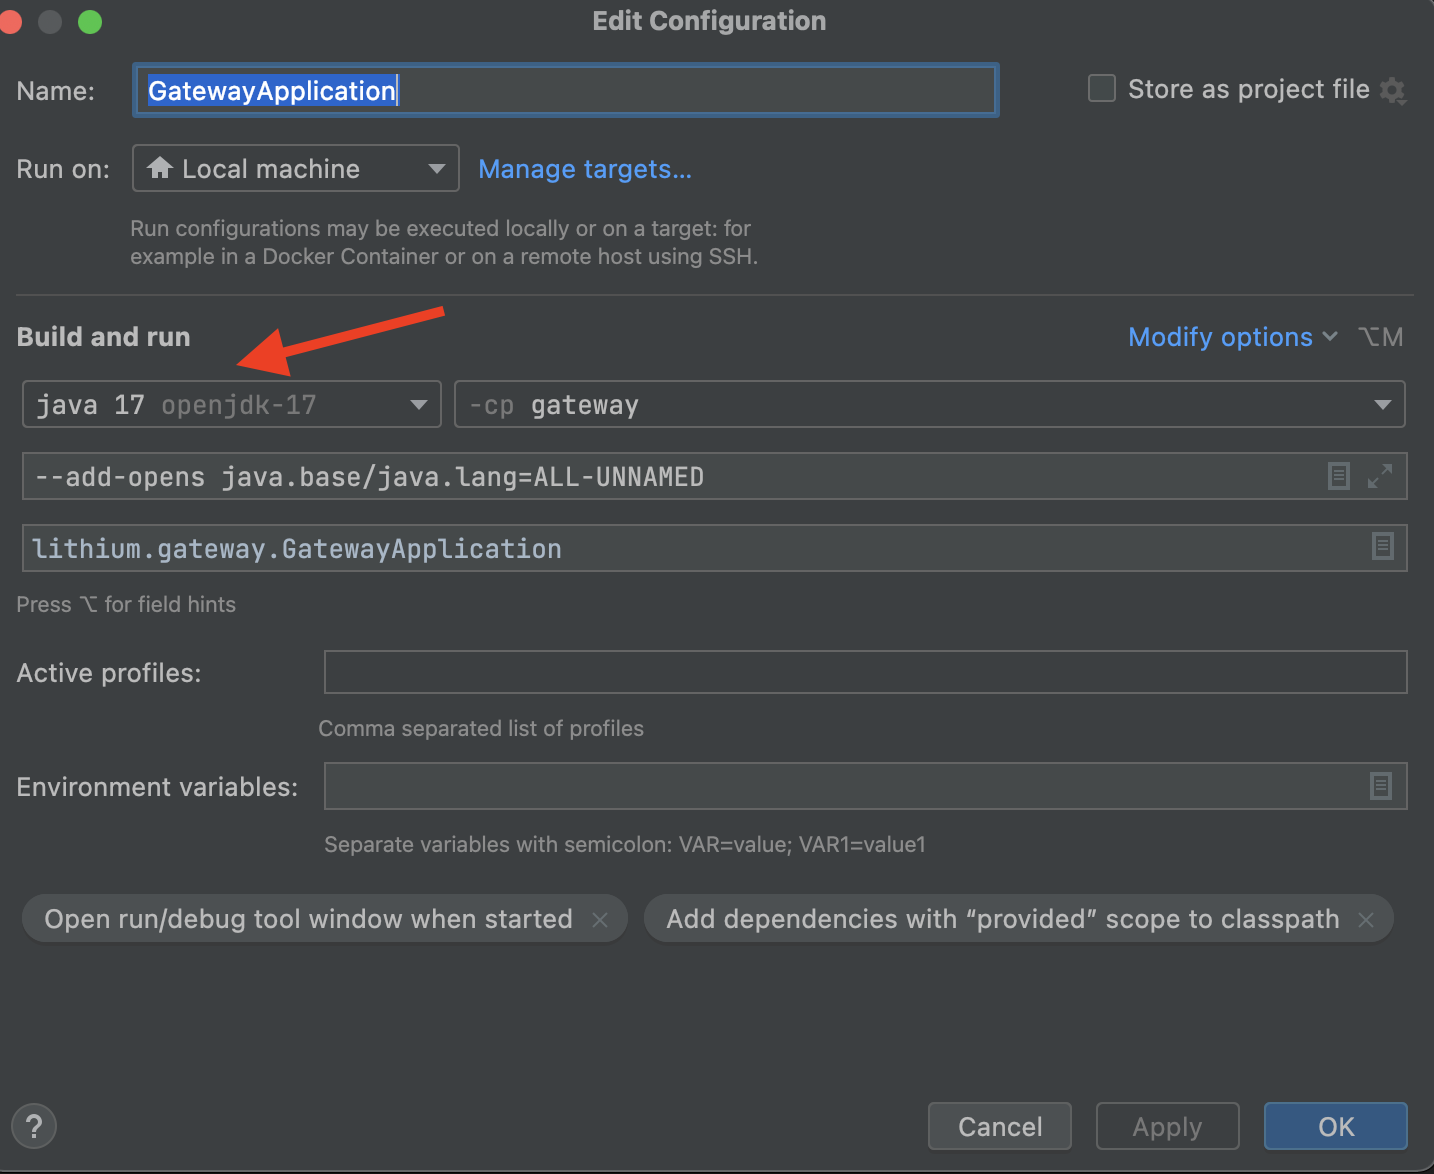 Edit Configuration
Name: GatewayApplication Store as project file
Run on: Local machine Manage targets...
Run configurations may be executed locally or on a target: for
example in a Docker Container or on a remote host using SSH.
Build and run Modify options ⌥M
java 17 openjdk-17 -cp gateway
--add-opens java.base/java.lang=ALL-UNNAMED
lithium.gateway.GatewayApplication
Press ⌥ for field hints
Active profiles:
Comma separated list of profiles
Environment variables:
Separate variables with semicolon: VAR=value; VAR1=value1
Open run/debug tool window when started × Add dependencies with “provided” scope to classpath ×
? Cancel Apply OK